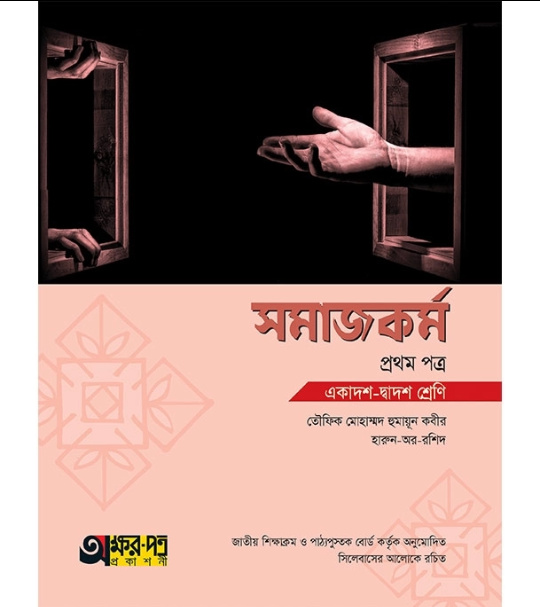 সমাজকর্ম
প্রথম পত্র
একাদশ-দ্বাদশ শ্রেণি
তৌফিক মোহাম্মদ হুমায়ূন কবীর
হারুন-অর-রশিদ
অক্ষর-পত্র
প্রকাশনী
জাতীয় শিক্ষাক্রম ও পাঠ্যপুস্তক বোর্ড কর্তৃক অনুমোদিত
সিলেবাসের আলোকে রচিত